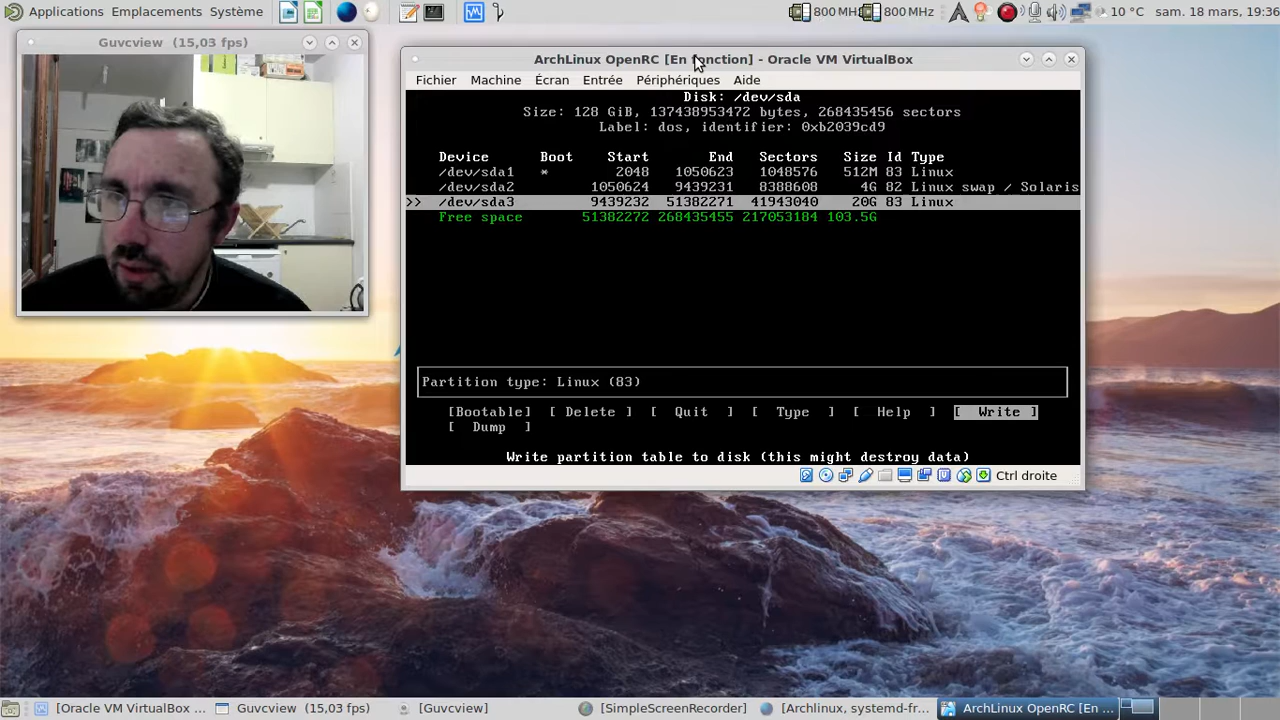 Applications Emplacements Système 800 MHz 800 MHz 10 °C sam. 18 mars, 19:36
Guvcview (15,03 fps)
ArchLinux OpenRC [En fonction] - Oracle VM VirtualBox
Fichier Machine Écran Entrée Périphériques Aide
Disk: /dev/sda
Size: 128 GiB, 137438953472 bytes, 268435456 sectors
Label: dos, identifier: 0xb2039cd9
Device Boot Start End Sectors Size Id Type
/dev/sda1 * 2048 1050623 1048576 512M 83 Linux
/dev/sda2 1050624 9439231 8388608 4G 82 Linux swap / Solaris
>> /dev/sda3 9439232 51382271 41943040 20G 83 Linux
Free space 51382272 268435455 217053184 103.5G
Partition type: Linux (83)
[Bootable] [ Delete ] [ Quit ] [ Type ] [ Help ] [ Write ]
[ Dump ]
Write partition table to disk (this might destroy data)
Ctrl droite
[Oracle VM VirtualBox ... Guvcview (15,03 fps) [Guvcview] [SimpleScreenRecorder] [Archlinux, systemd-fr... ArchLinux OpenRC [En ...